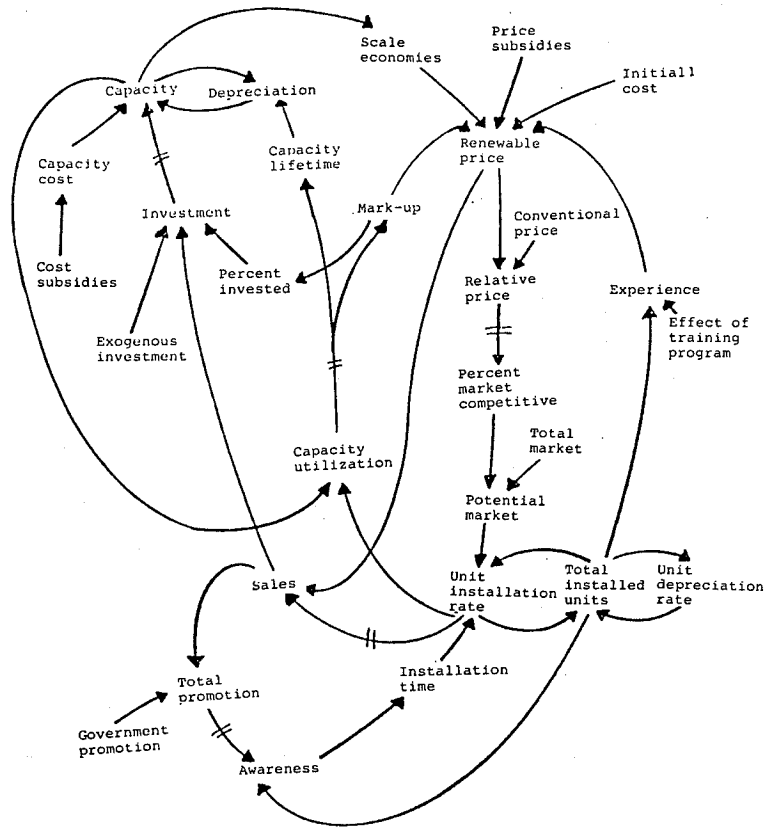 Scale
economies
Price
subsidies
Initiall
cost
Capacity
Depreciation
Renewable
price
Capacity
lifetime
Capacity
cost
Investment
Mark-up
Conventional
price
Cost
subsidies
Percent
invested
Relative
price
Experience
Effect of
training
program
Exogenous
investment
Percent
market
competitive
Capacity
utilization
Total
market
Potential
market
Sales
Unit
installation
rate
Total
installed
units
Unit
depreciation
rate
Installation
time
Total
promotion
Government
promotion
Awareness